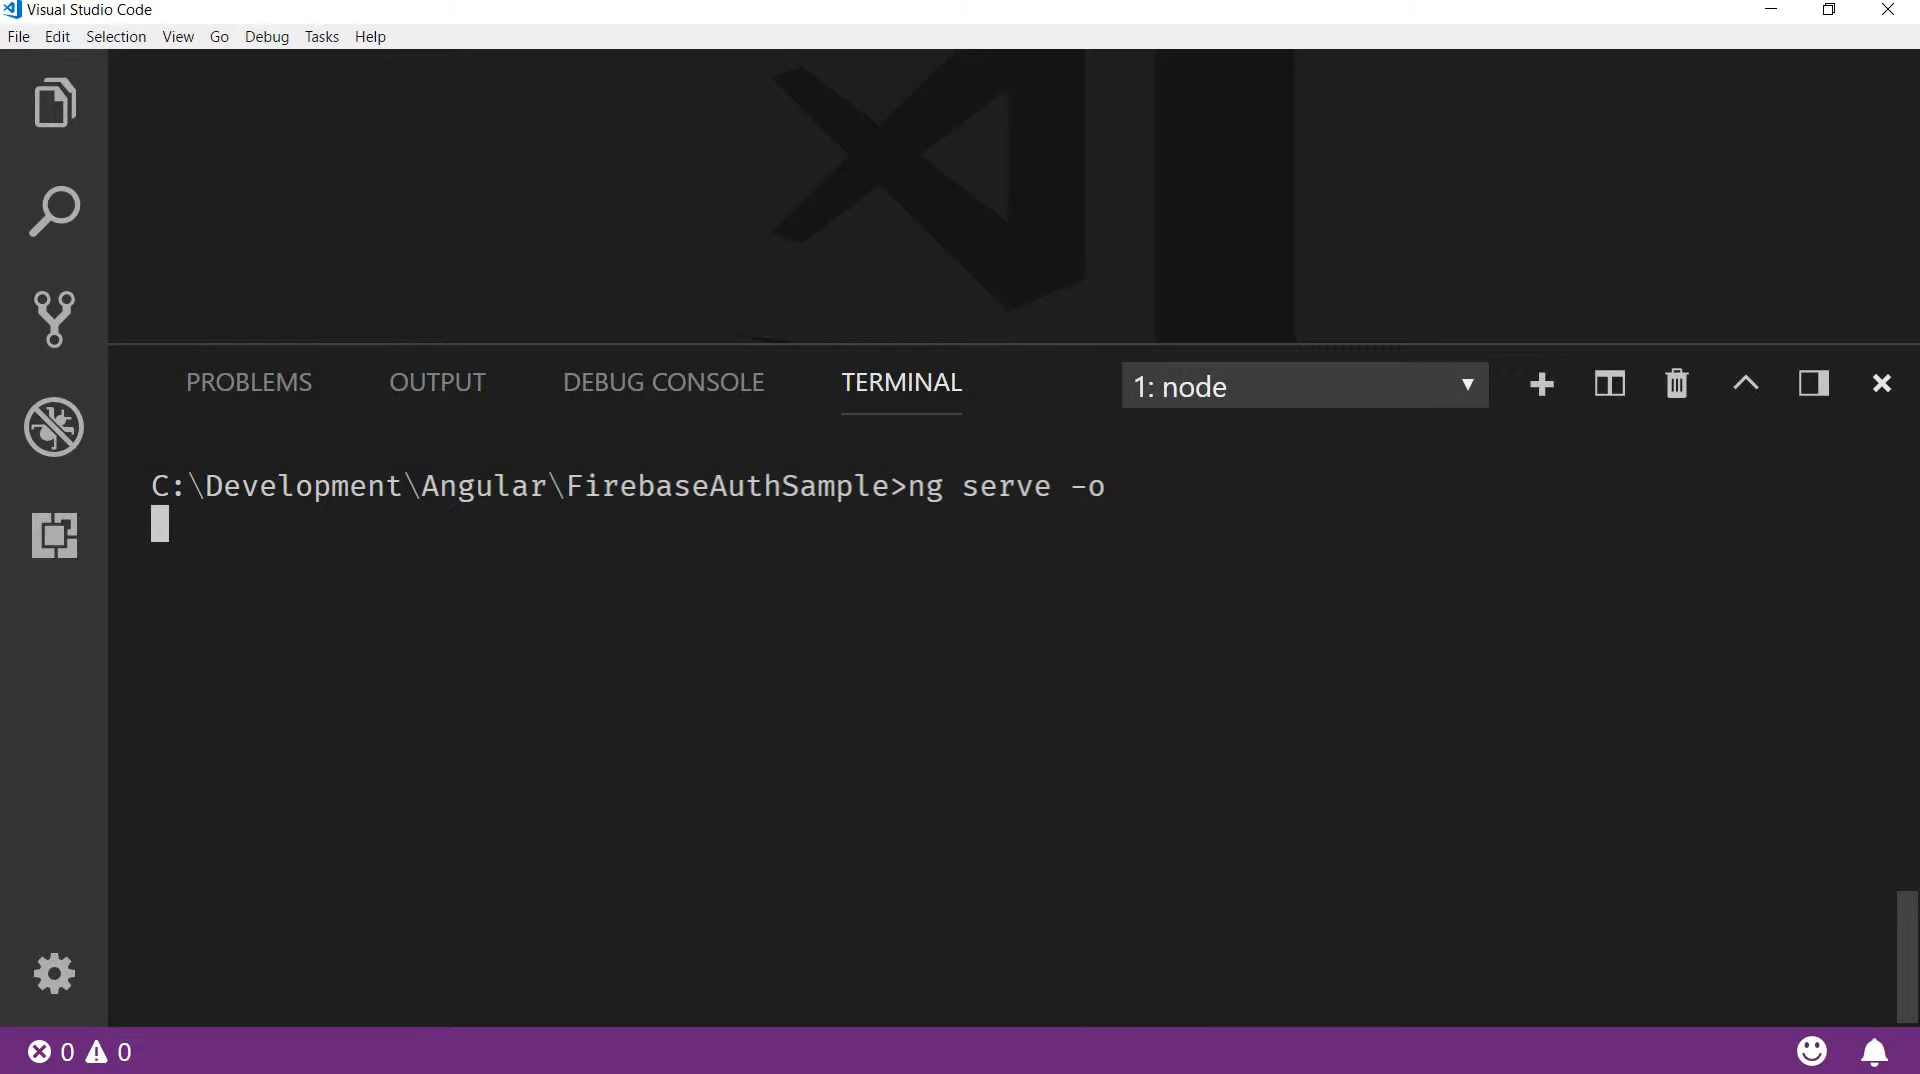 Visual Studio Code
File Edit Selection View Go Debug Tasks Help
PROBLEMS OUTPUT DEBUG CONSOLE TERMINAL 1: node
C:\Development\Angular\FirebaseAuthSample>ng serve -o
0 0